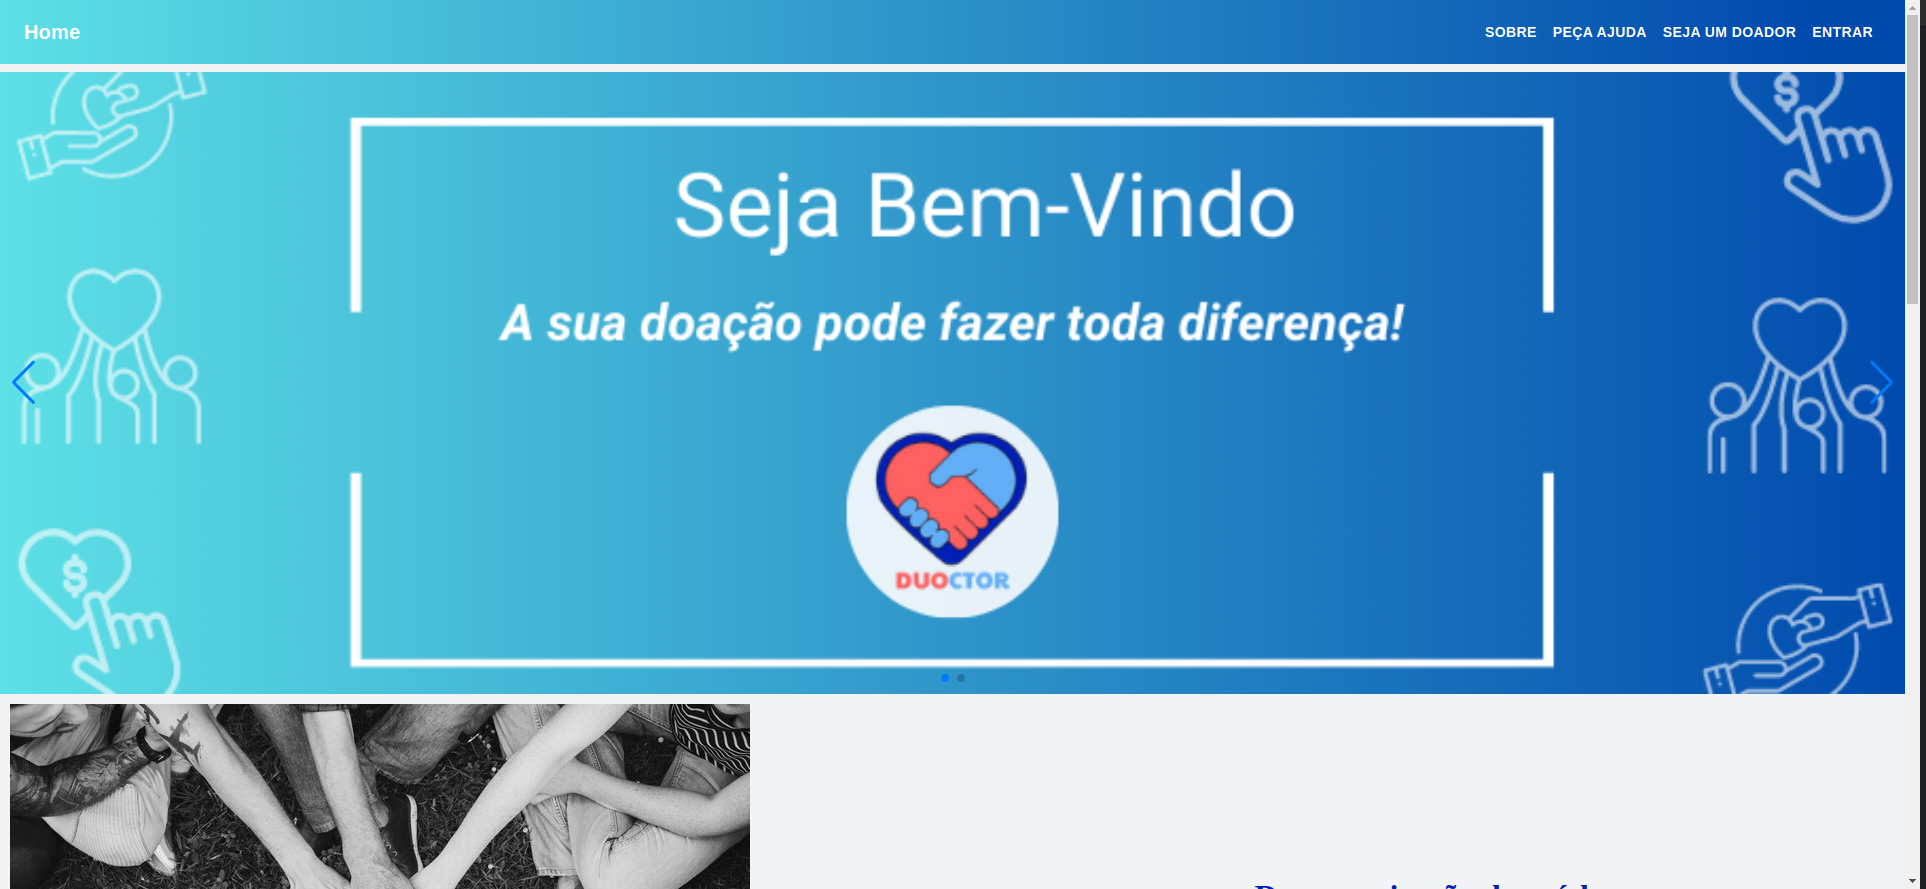 Home
SOBRE PEÇA AJUDA SEJA UM DOADOR ENTRAR
$
Seja Bem-Vindo
A sua doação pode fazer toda diferença!
DUOCTOR
$